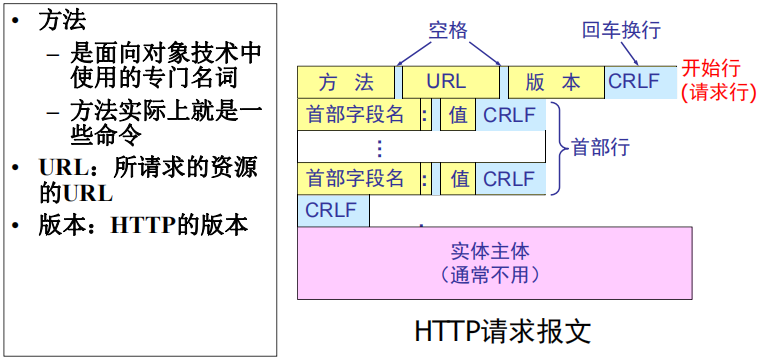 • 方法
– 是面向对象技术中
使用的专门名词
– 方法实际上就是一
些命令
• URL：所请求的资源
的URL
• 版本：HTTP的版本
空格
回车换行
方 法 URL 版 本 CRLF
开始行
(请求行)
首部字段名 : 值 CRLF
⋮
首部字段名 : 值 CRLF
首部行
CRLF
实体主体
（通常不用）
HTTP请求报文